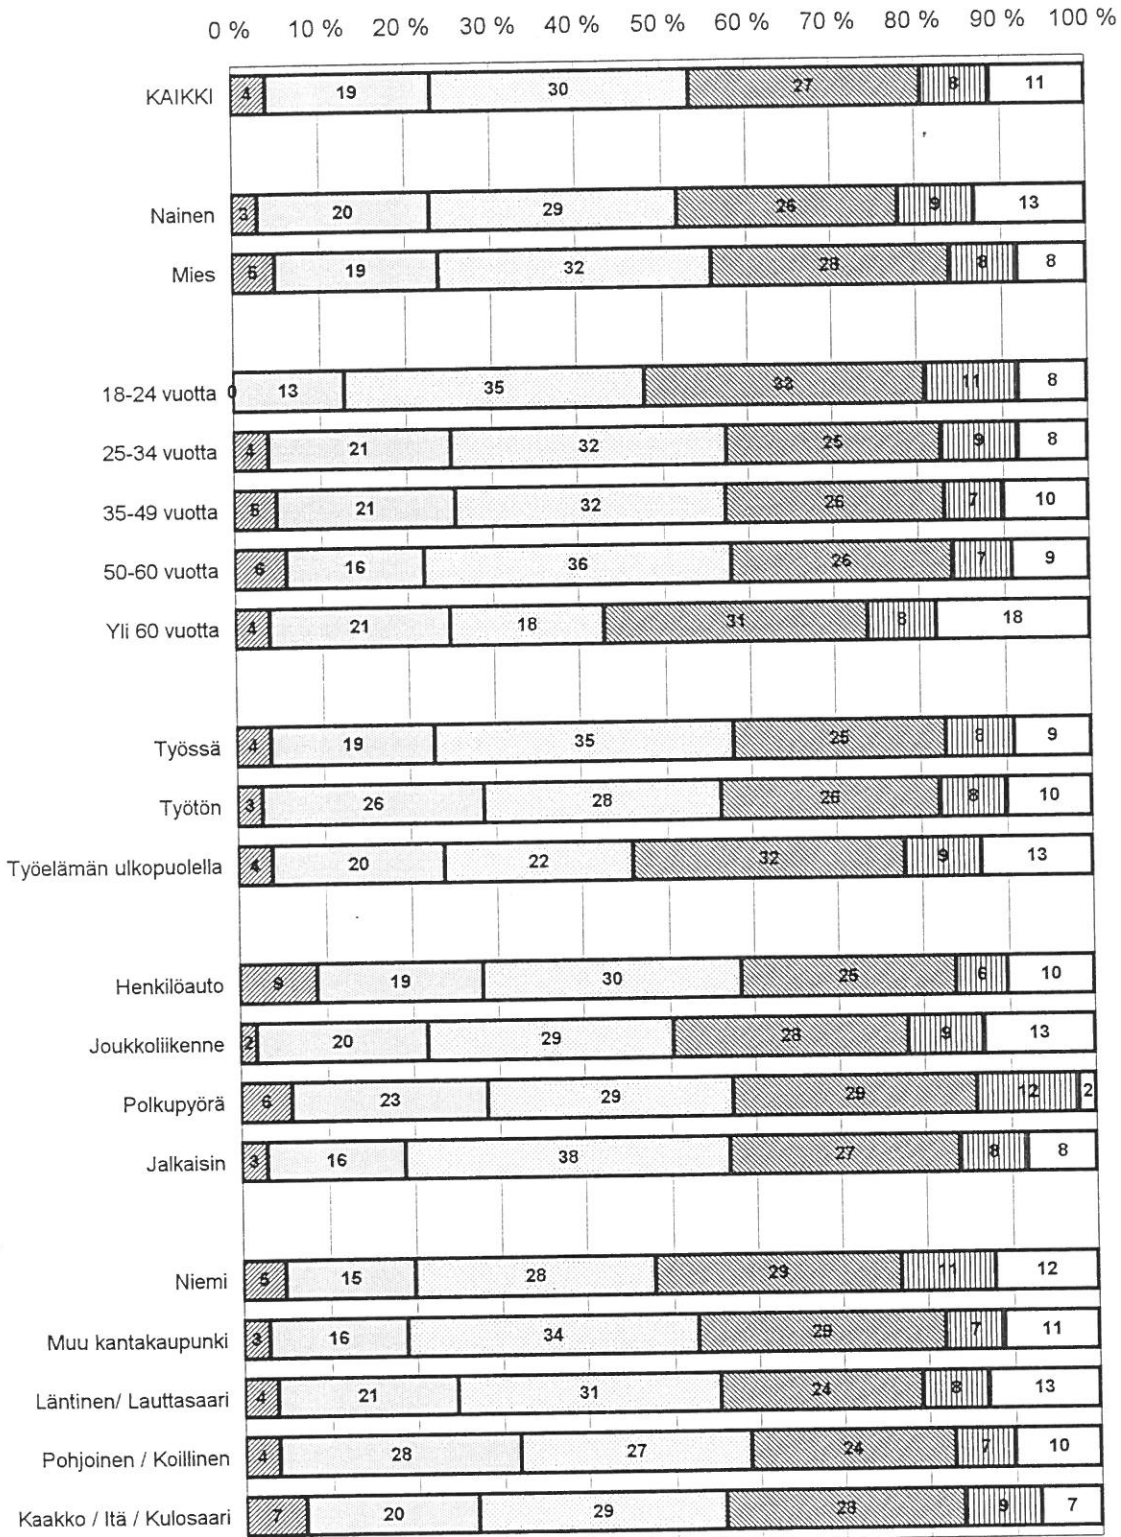 0 % 10 % 20 % 30 % 40 % 50 % 60 % 70 % 80 % 90 % 100 %
KAIKKI 4 19 30 27 8 11
Nainen 3 20 29 26 9 13
Mies 5 19 32 28 8 8
18-24 vuotta 0 13 35 33 11 8
25-34 vuotta 4 21 32 25 9 8
35-49 vuotta 5 21 32 26 7 10
50-60 vuotta 6 16 36 26 7 9
Yli 60 vuotta 4 21 18 31 8 18
Työssä 4 19 35 25 8 9
Työtön 3 26 28 26 8 10
Työelämän ulkopuolella 4 20 22 32 9 13
Henkilöauto 9 19 30 25 6 10
Joukkoliikenne 2 20 29 28 9 13
Polkupyörä 6 23 29 29 12 2
Jalkaisin 3 16 38 27 8 8
Niemi 5 15 28 29 11 12
Muu kantakaupunki 3 16 34 29 7 11
Läntinen/ Lauttasaari 4 21 31 24 8 13
Pohjoinen / Koillinen 4 28 27 24 7 10
Kaakko / Itä / Kulosaari 7 20 29 28 9 7